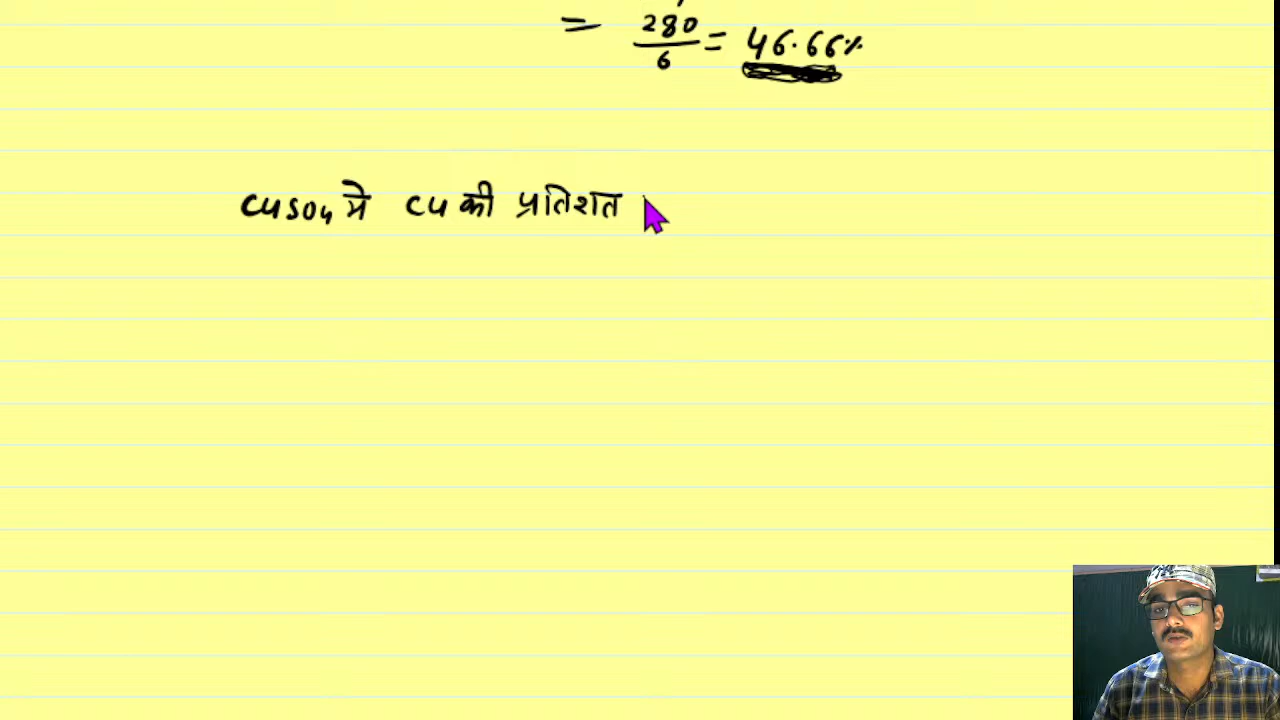 = 280/6 = 46.66%
CuSO4 में Cu की प्रतिशत